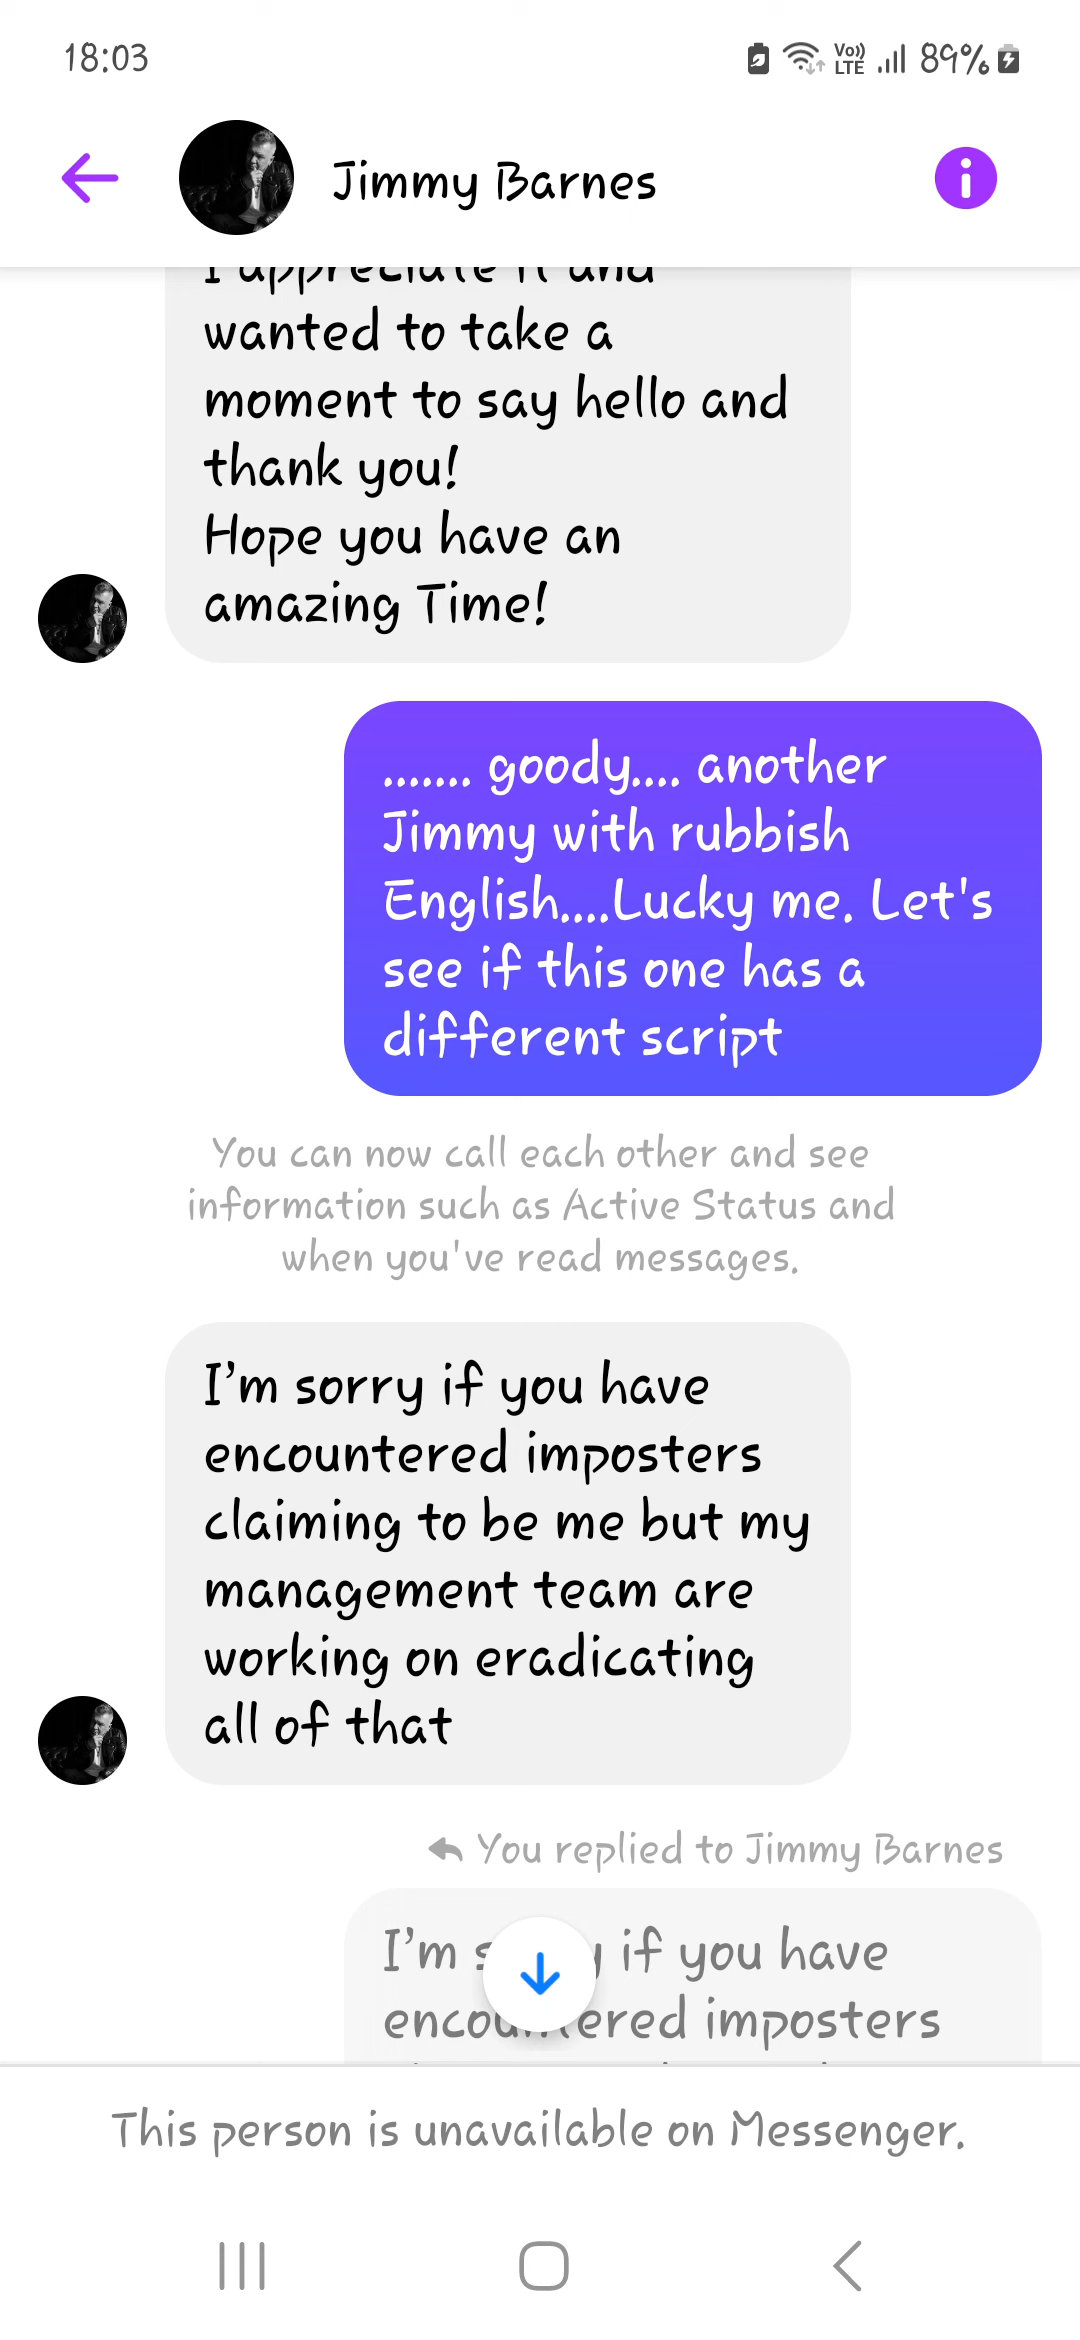 18:03
Vo)) LTE 89%
Jimmy Barnes
I appreciate it and
wanted to take a
moment to say hello and
thank you!
Hope you have an
amazing Time!
....... goody.... another
Jimmy with rubbish
English....Lucky me. Let's
see if this one has a
different script
You can now call each other and see
information such as Active Status and
when you've read messages.
I’m sorry if you have
encountered imposters
claiming to be me but my
management team are
working on eradicating
all of that
You replied to Jimmy Barnes
I’m sorry if you have
encountered imposters
This person is unavailable on Messenger.